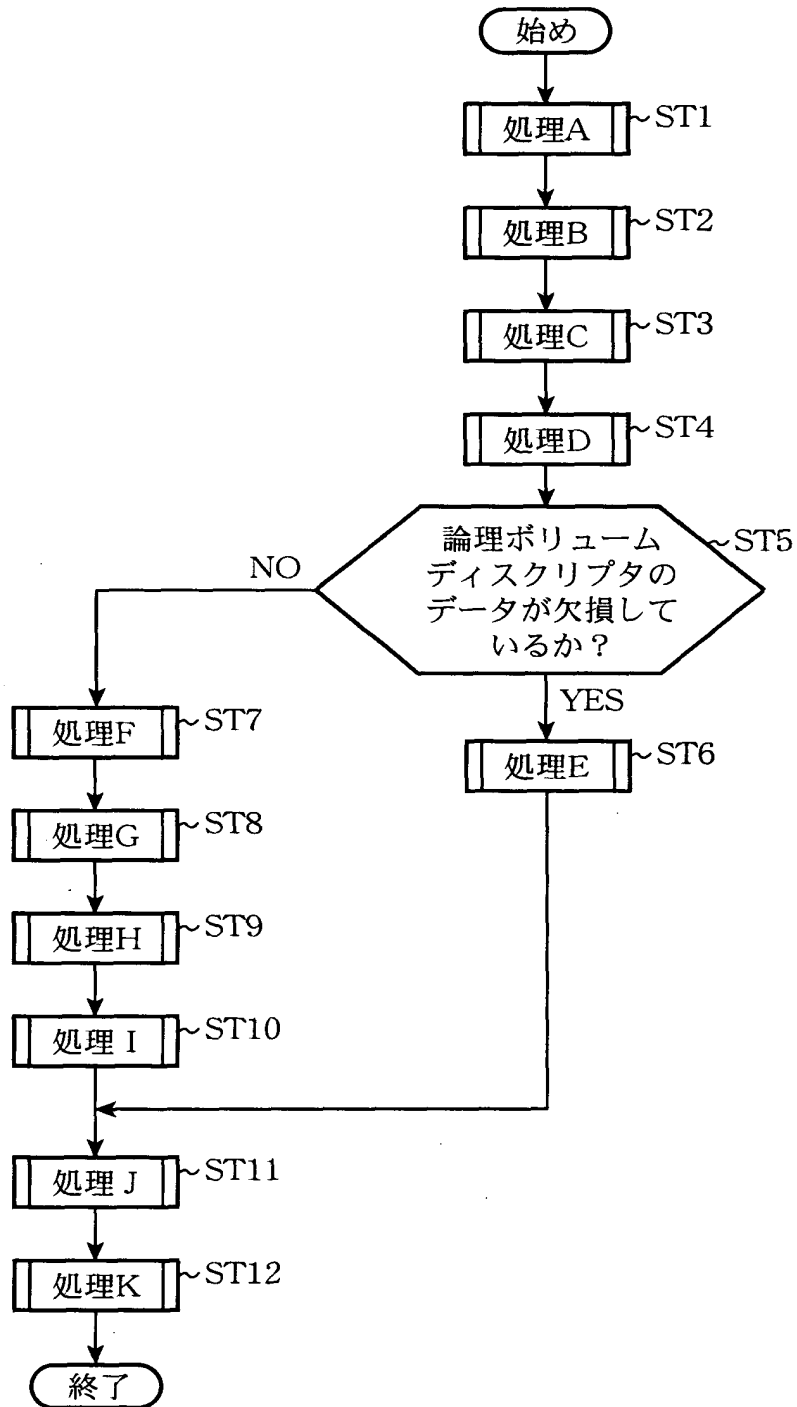 始め
処理A
ST1
処理B
ST2
処理C
ST3
処理D
ST4
論理ボリューム
ディスクリプタの
データが欠損して
いるか？
ST5
NO
YES
処理E
ST6
処理F
ST7
処理G
ST8
処理H
ST9
処理I
ST10
処理J
ST11
処理K
ST12
終了